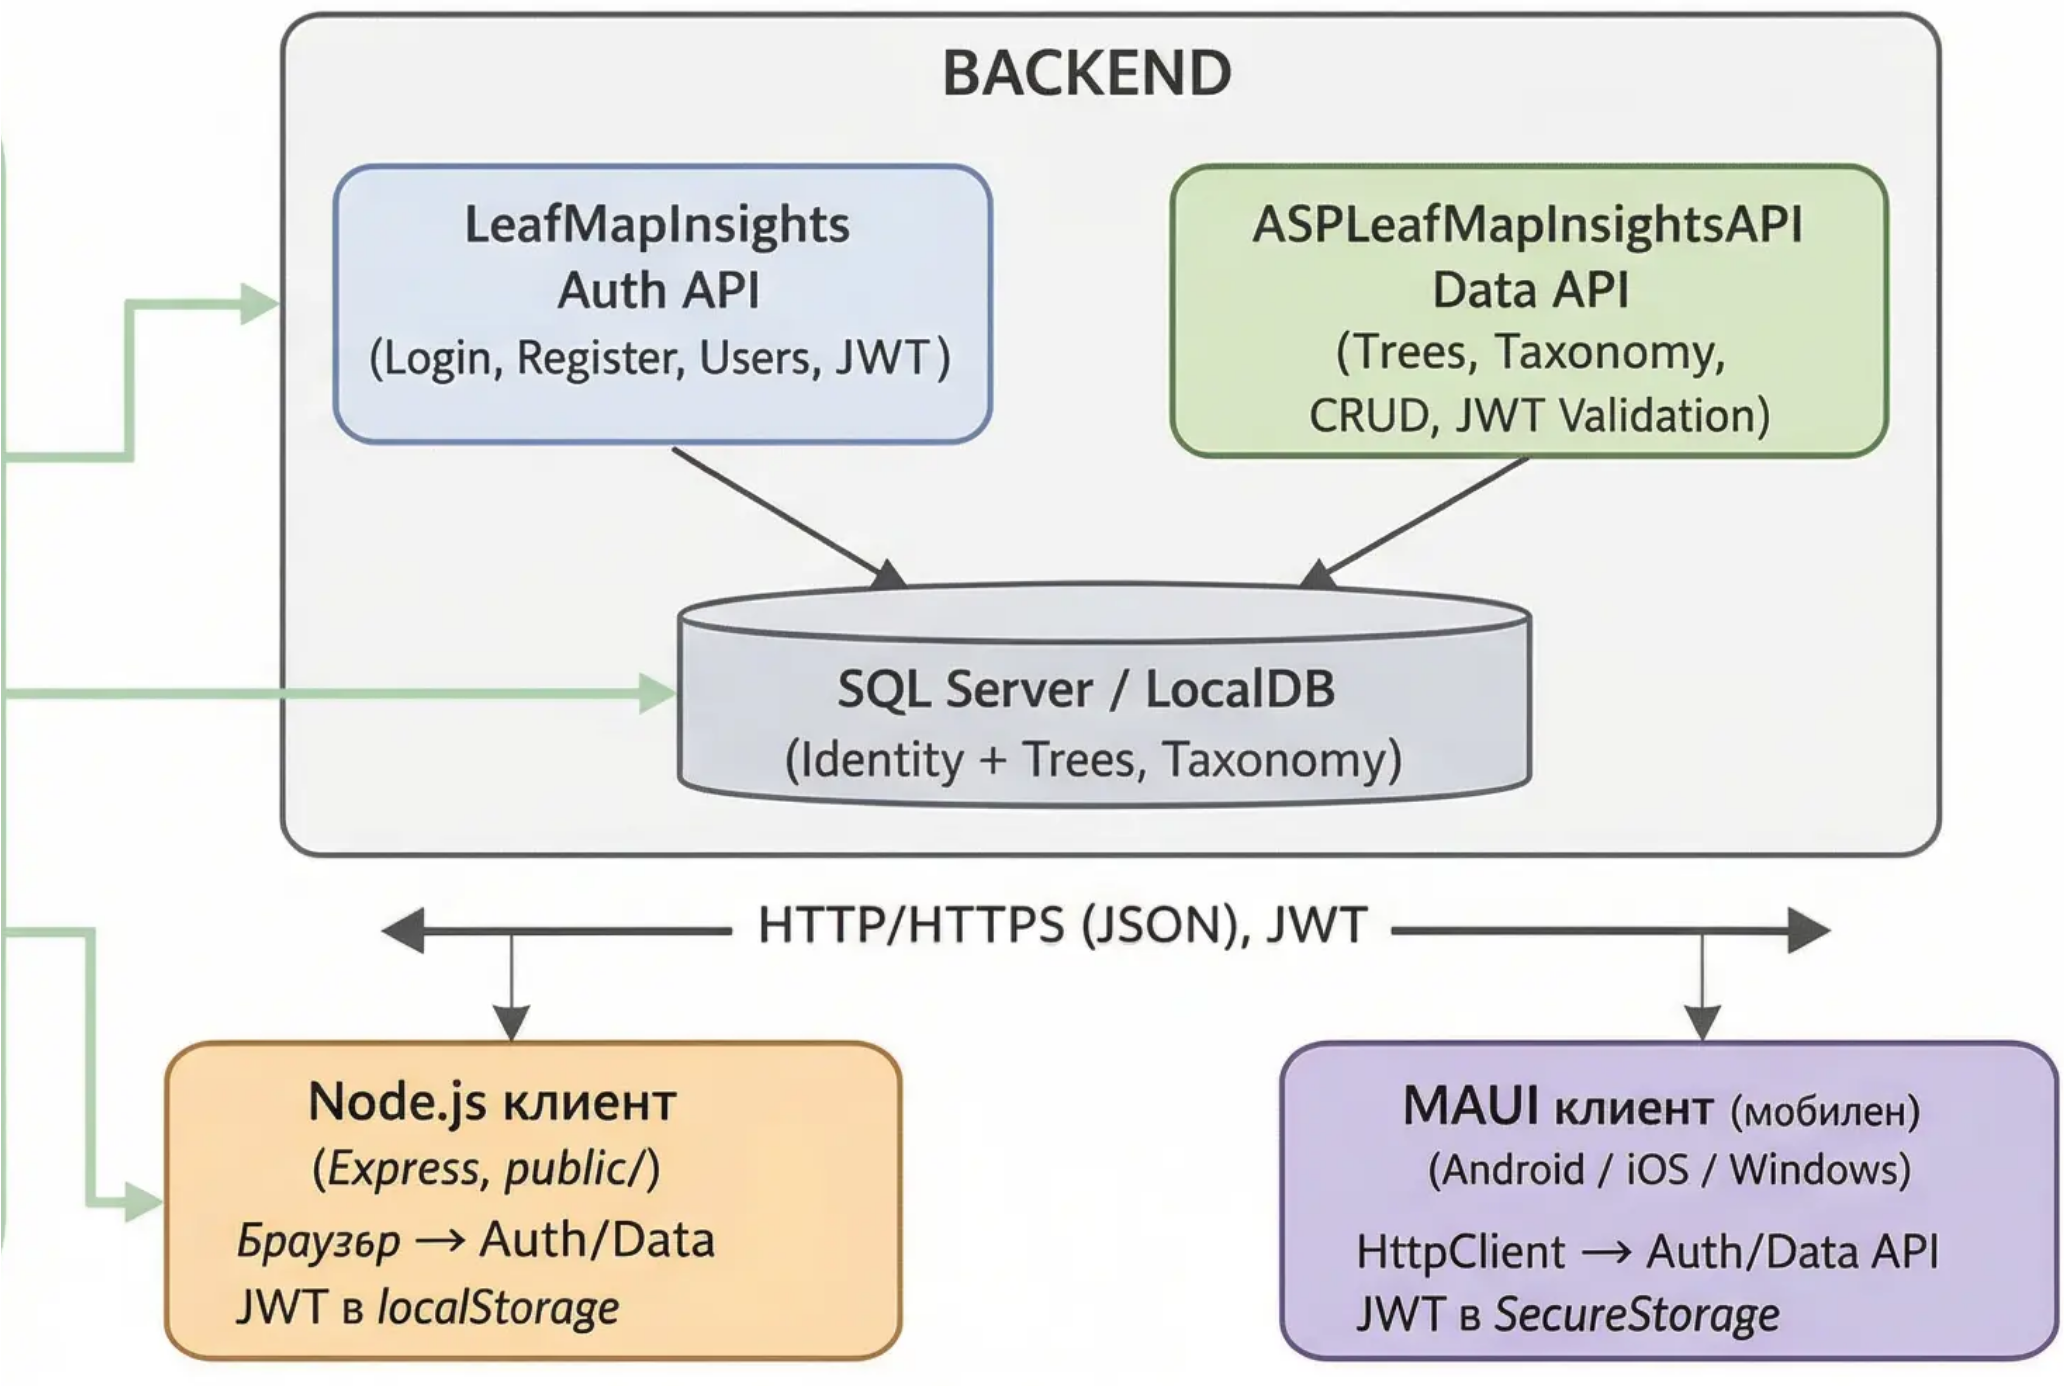 BACKEND
LeafMapInsights
Auth API
(Login, Register, Users, JWT)
ASPLeafMapInsightsAPI
Data API
(Trees, Taxonomy,
CRUD, JWT Validation)
SQL Server / LocalDB
(Identity + Trees, Taxonomy)
HTTP/HTTPS (JSON), JWT
Node.js клиент
(Express, public/)
Браузър → Auth/Data
JWT в localStorage
MAUI клиент (мобилен)
(Android / iOS / Windows)
HttpClient → Auth/Data API
JWT в SecureStorage